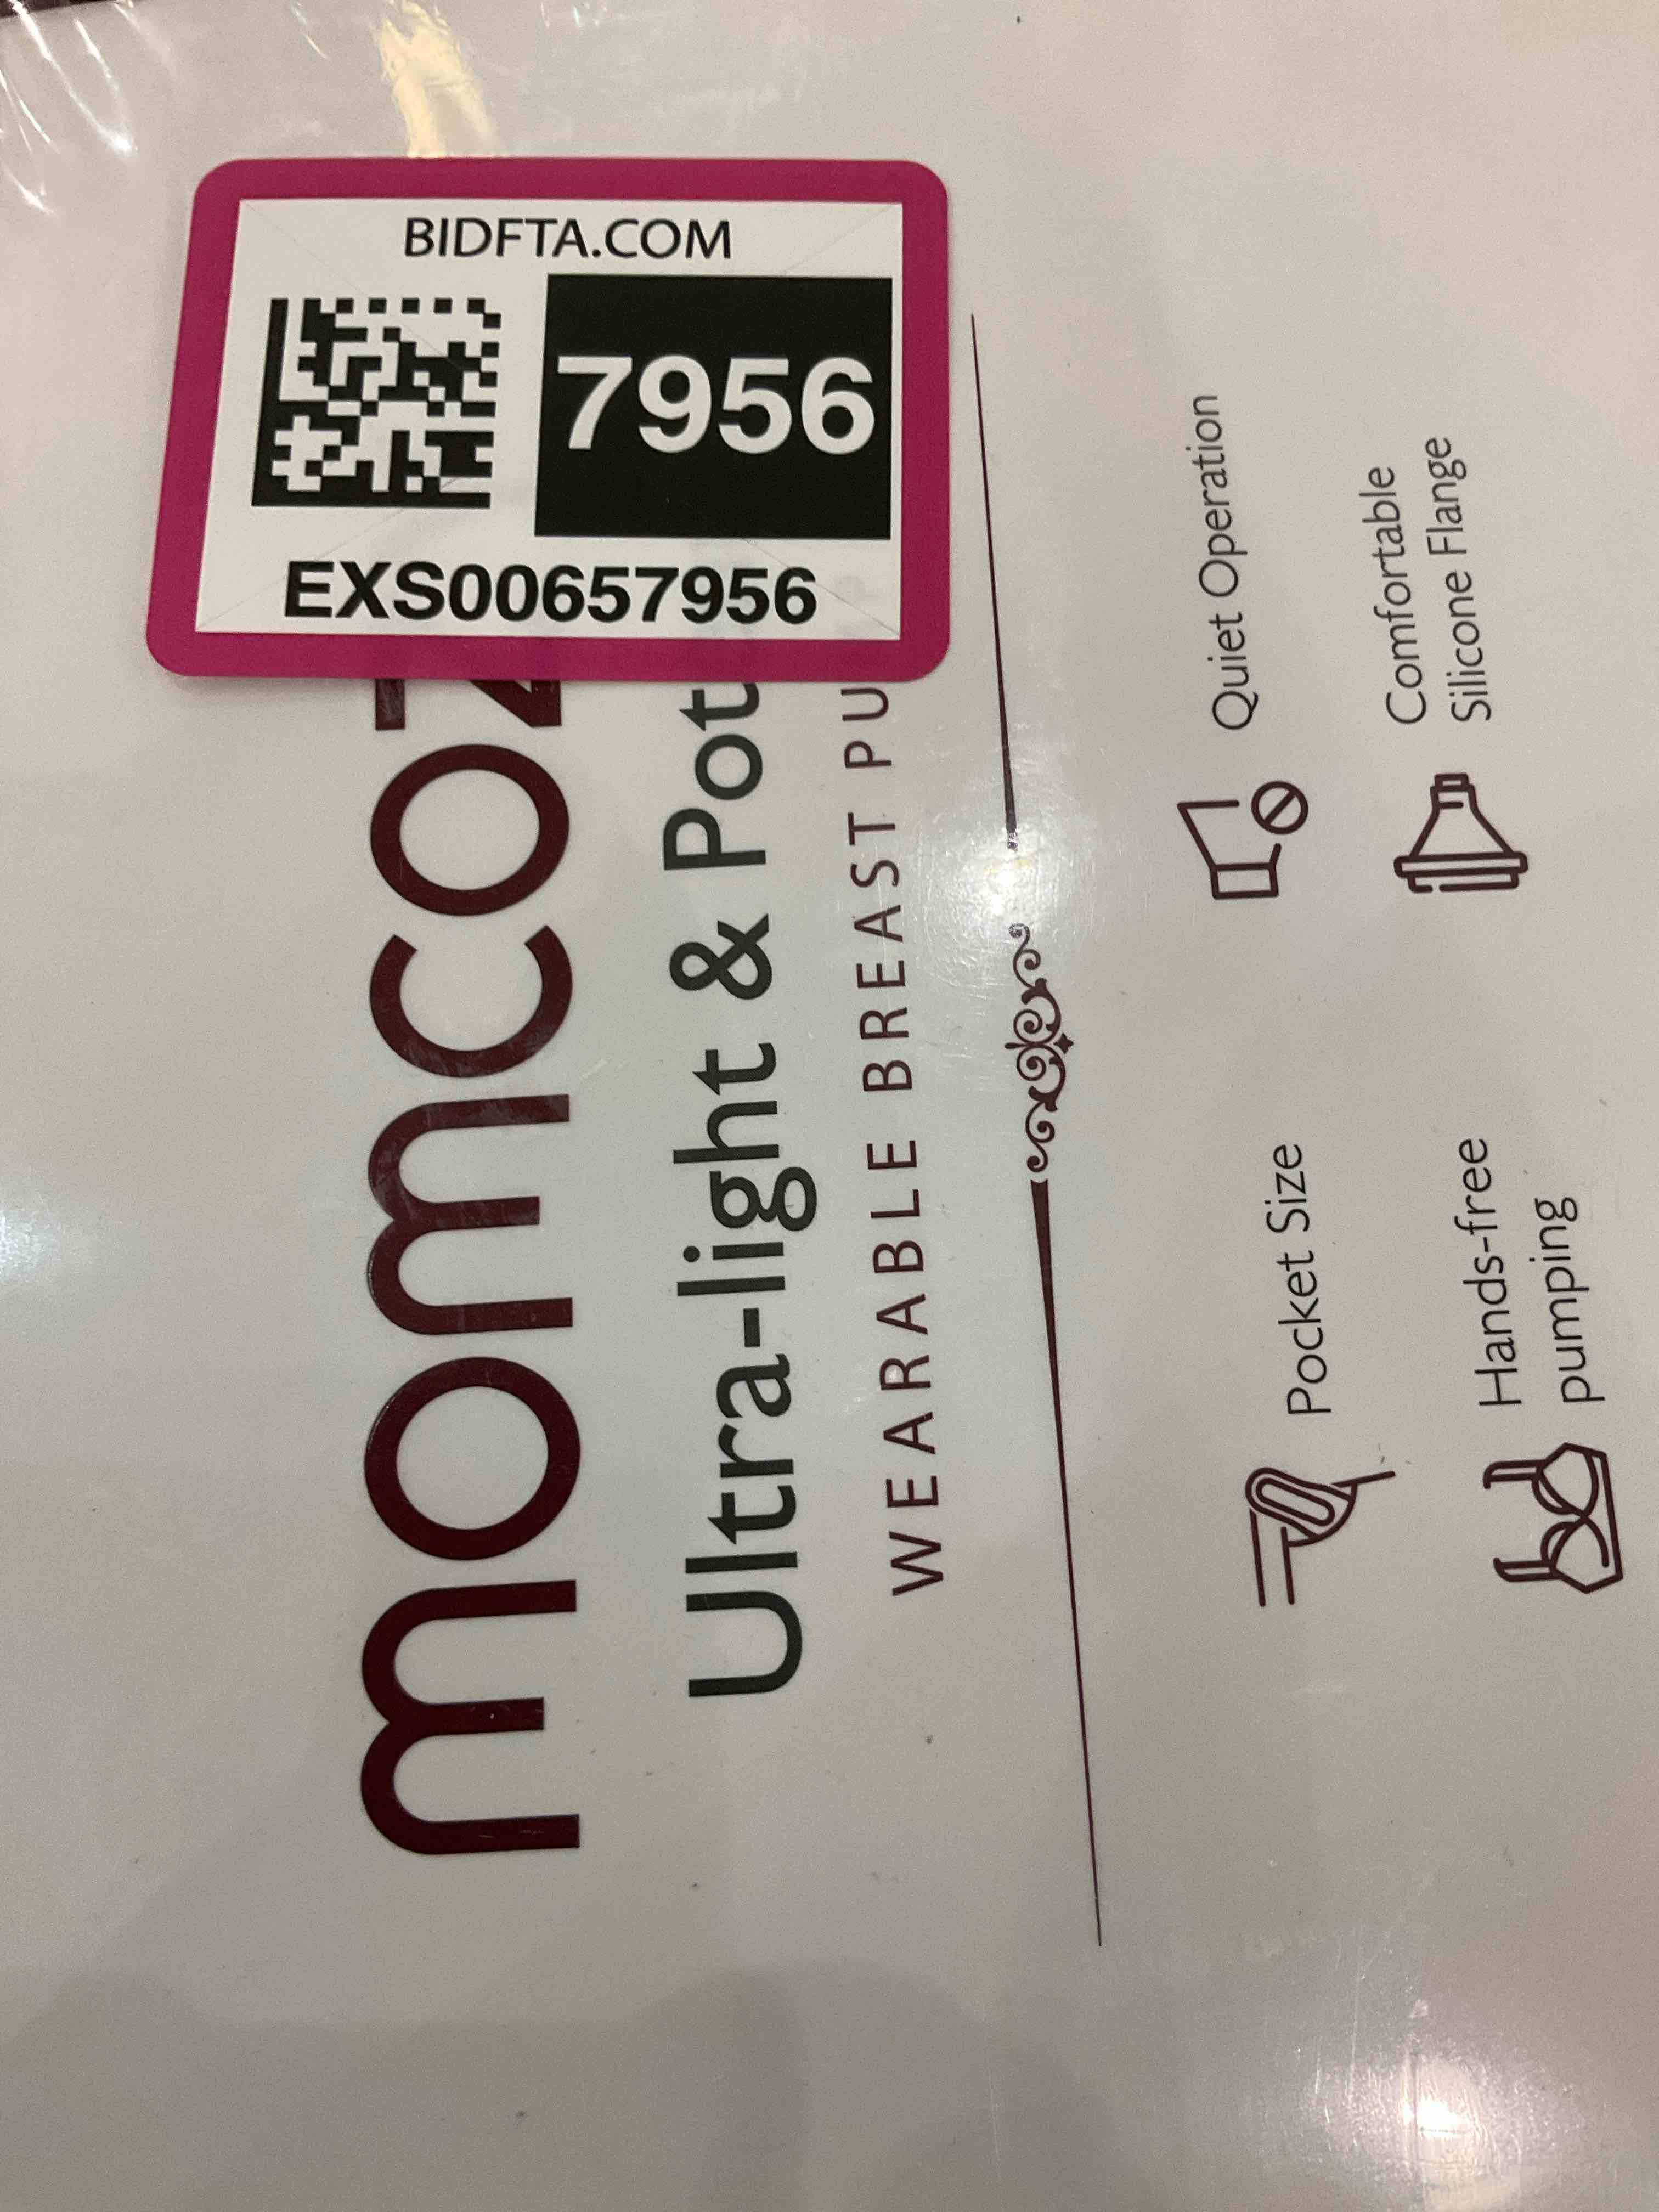 BIDFTA.COM
7956
EXS00657956
momcoz
Ultra-light & Pot
WEARABLE BREAST PU
Pocket Size
Quiet Operation
Hands-free
pumping
Comfortable
Silicone Flange